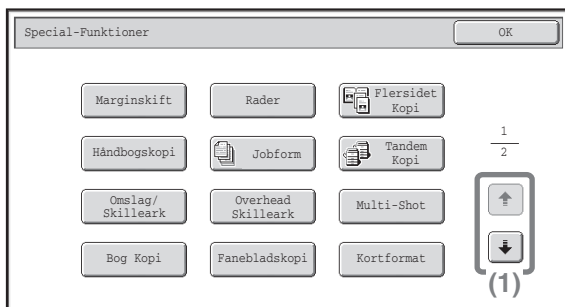 Special-Funktioner
OK
Marginskift
Rader
Flersidet
Kopi
Håndbogskopi
Jobform
Tandem
Kopi
1
2
Omslag/
Skilleark
Overhead
Skilleark
Multi-Shot
Bog Kopi
Fanebladskopi
Kortformat
(1)